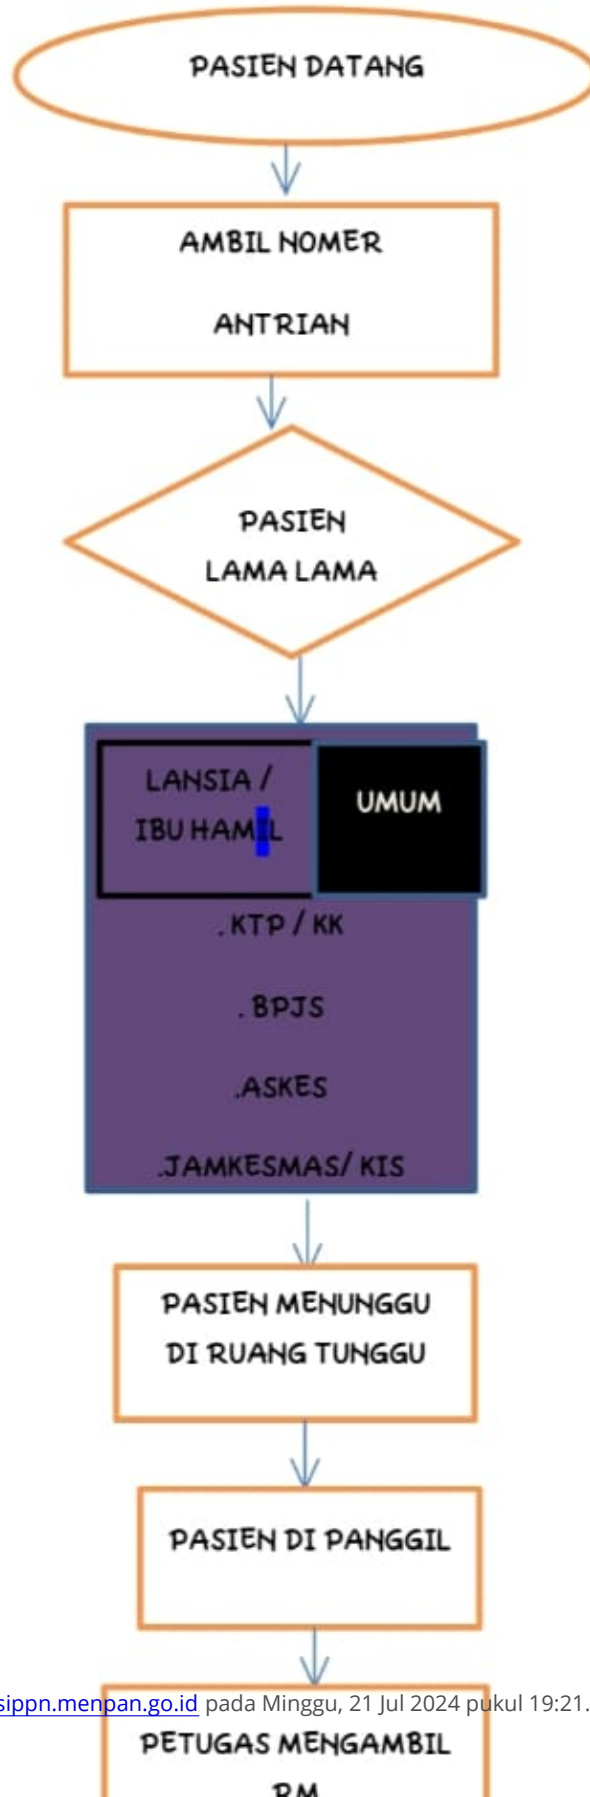 PASIEN DATANG
AMBIL NOMER
ANTRIAN
PASIEN
LAMA LAMA
LANSIA /
IBU HAMIL
UMUM
. KTP / KK
. BPJS
.ASKES
.JAMKESMAS/ KIS
PASIEN MENUNGGU
DI RUANG TUNGGU
PASIEN DI PANGGIL
sippn.menpan.go.id pada Minggu, 21 Jul 2024 pukul 19:21.
PETUGAS MENGAMBIL
RM